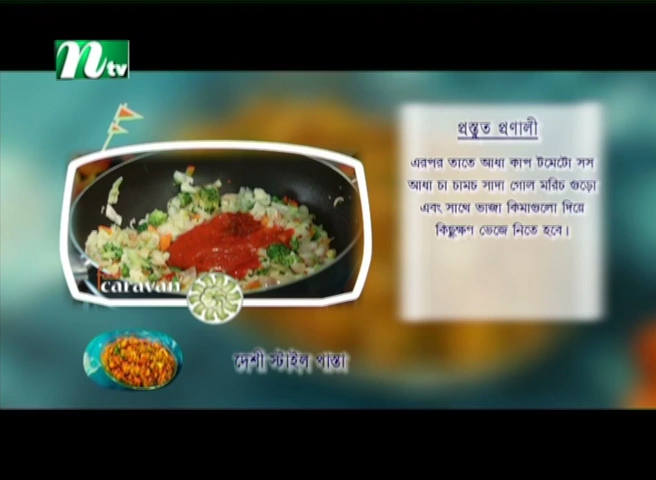 ntv
প্রস্তুত প্রণালী
এরপর তাতে আধা কাপ টমেটো সস
আধা চা চামচ সাদা গোল মরিচ গুড়ো
এবং সাথে ভাজা কিমাগুলো দিয়ে
কিছুক্ষণ ভেজে নিতে হবে।
caravan
দেশী স্টাইল পাস্তা